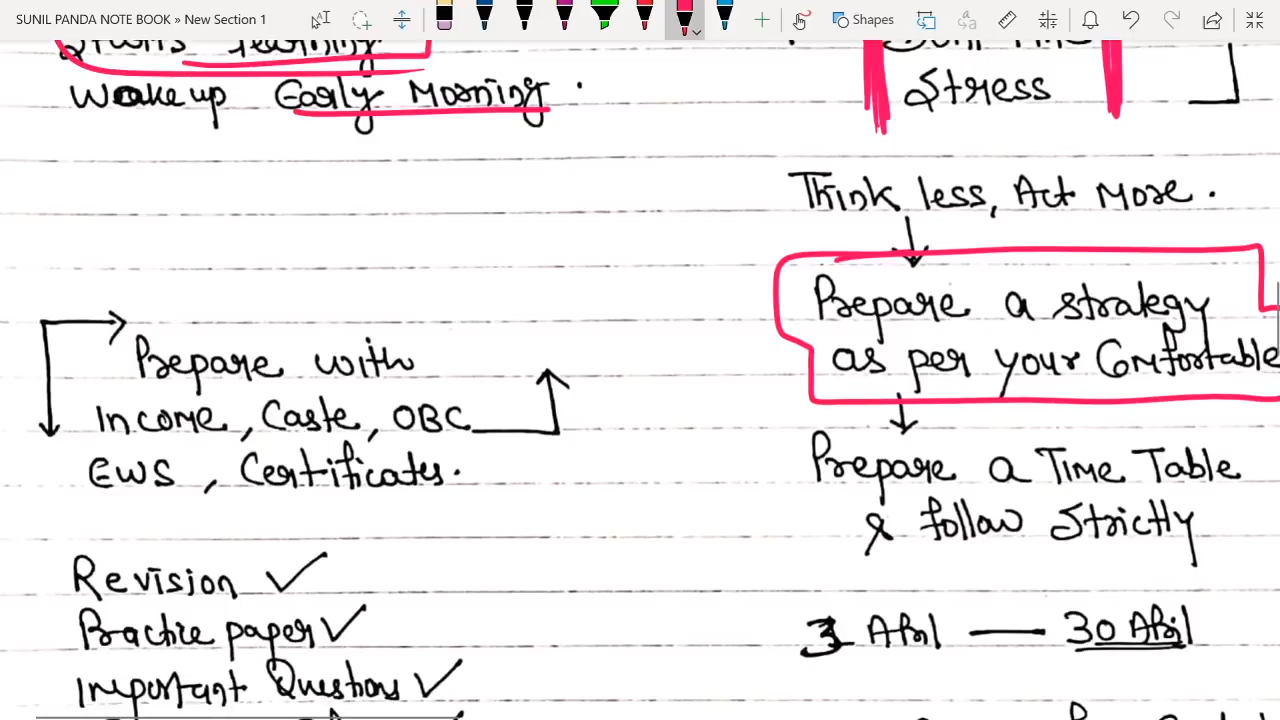 SUNIL PANDA NOTE BOOK » New Section 1
Shapes
learning
Wakeup Early Morning.
Stress
Think less, Act More.
Prepare a strategy
as per your Comfortable
Prepare with
Income, Caste, OBC
EWS, Certificates.
Prepare a Time Table
& follow Strictly
Revision ✓
Practice paper ✓
Important Questions ✓
April — 30 April